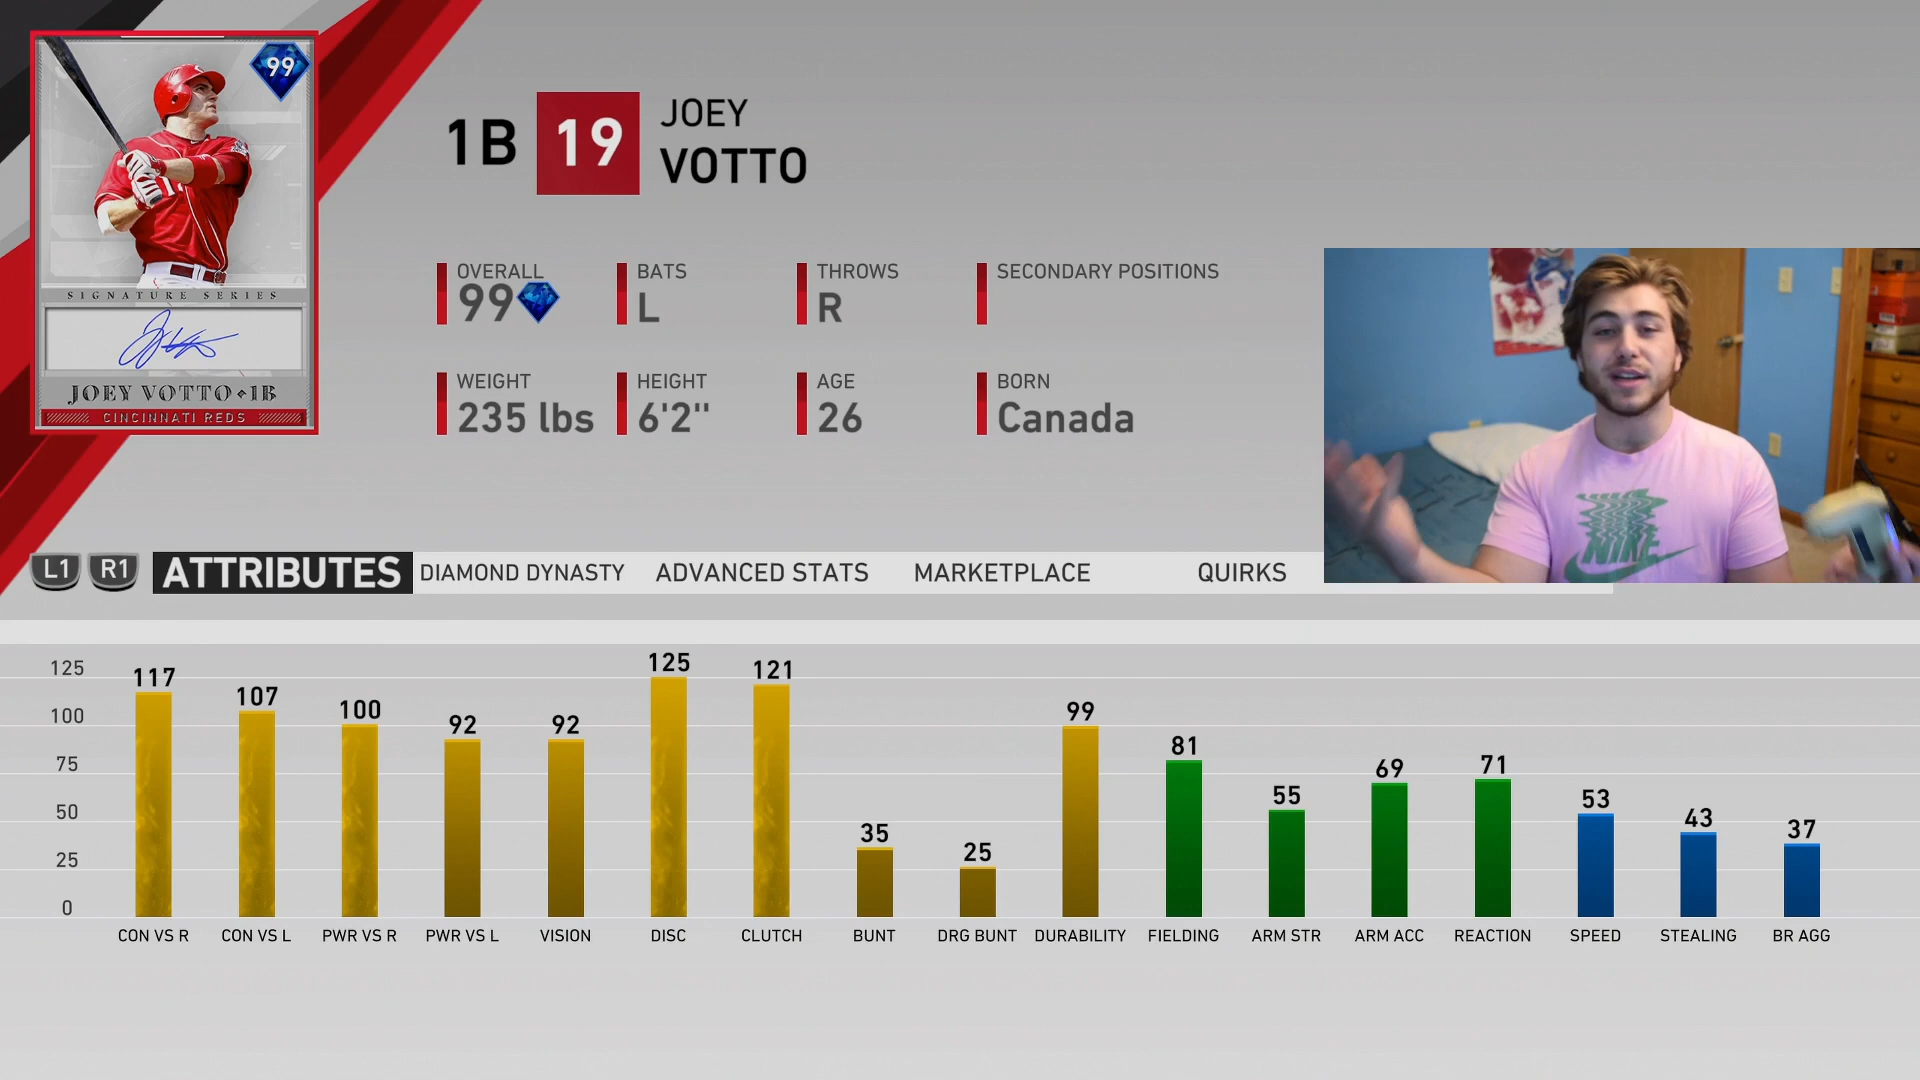 99
SIGNATURE SERIES
JOEY VOTTO ◆ 1B
CINCINNATI REDS
1B 19 JOEY
VOTTO
OVERALL BATS THROWS SECONDARY POSITIONS
99 L R
WEIGHT HEIGHT AGE BORN
235 lbs 6'2" 26 Canada
L1 R1 ATTRIBUTES DIAMOND DYNASTY ADVANCED STATS MARKETPLACE QUIRKS
NIKE
125
100
75
50
25
0
117 107 100 92 92 125 121 35 25 99 81 55 69 71 53 43 37
CON VS R CON VS L PWR VS R PWR VS L VISION DISC CLUTCH BUNT DRG BUNT DURABILITY FIELDING ARM STR ARM ACC REACTION SPEED STEALING BR AGG